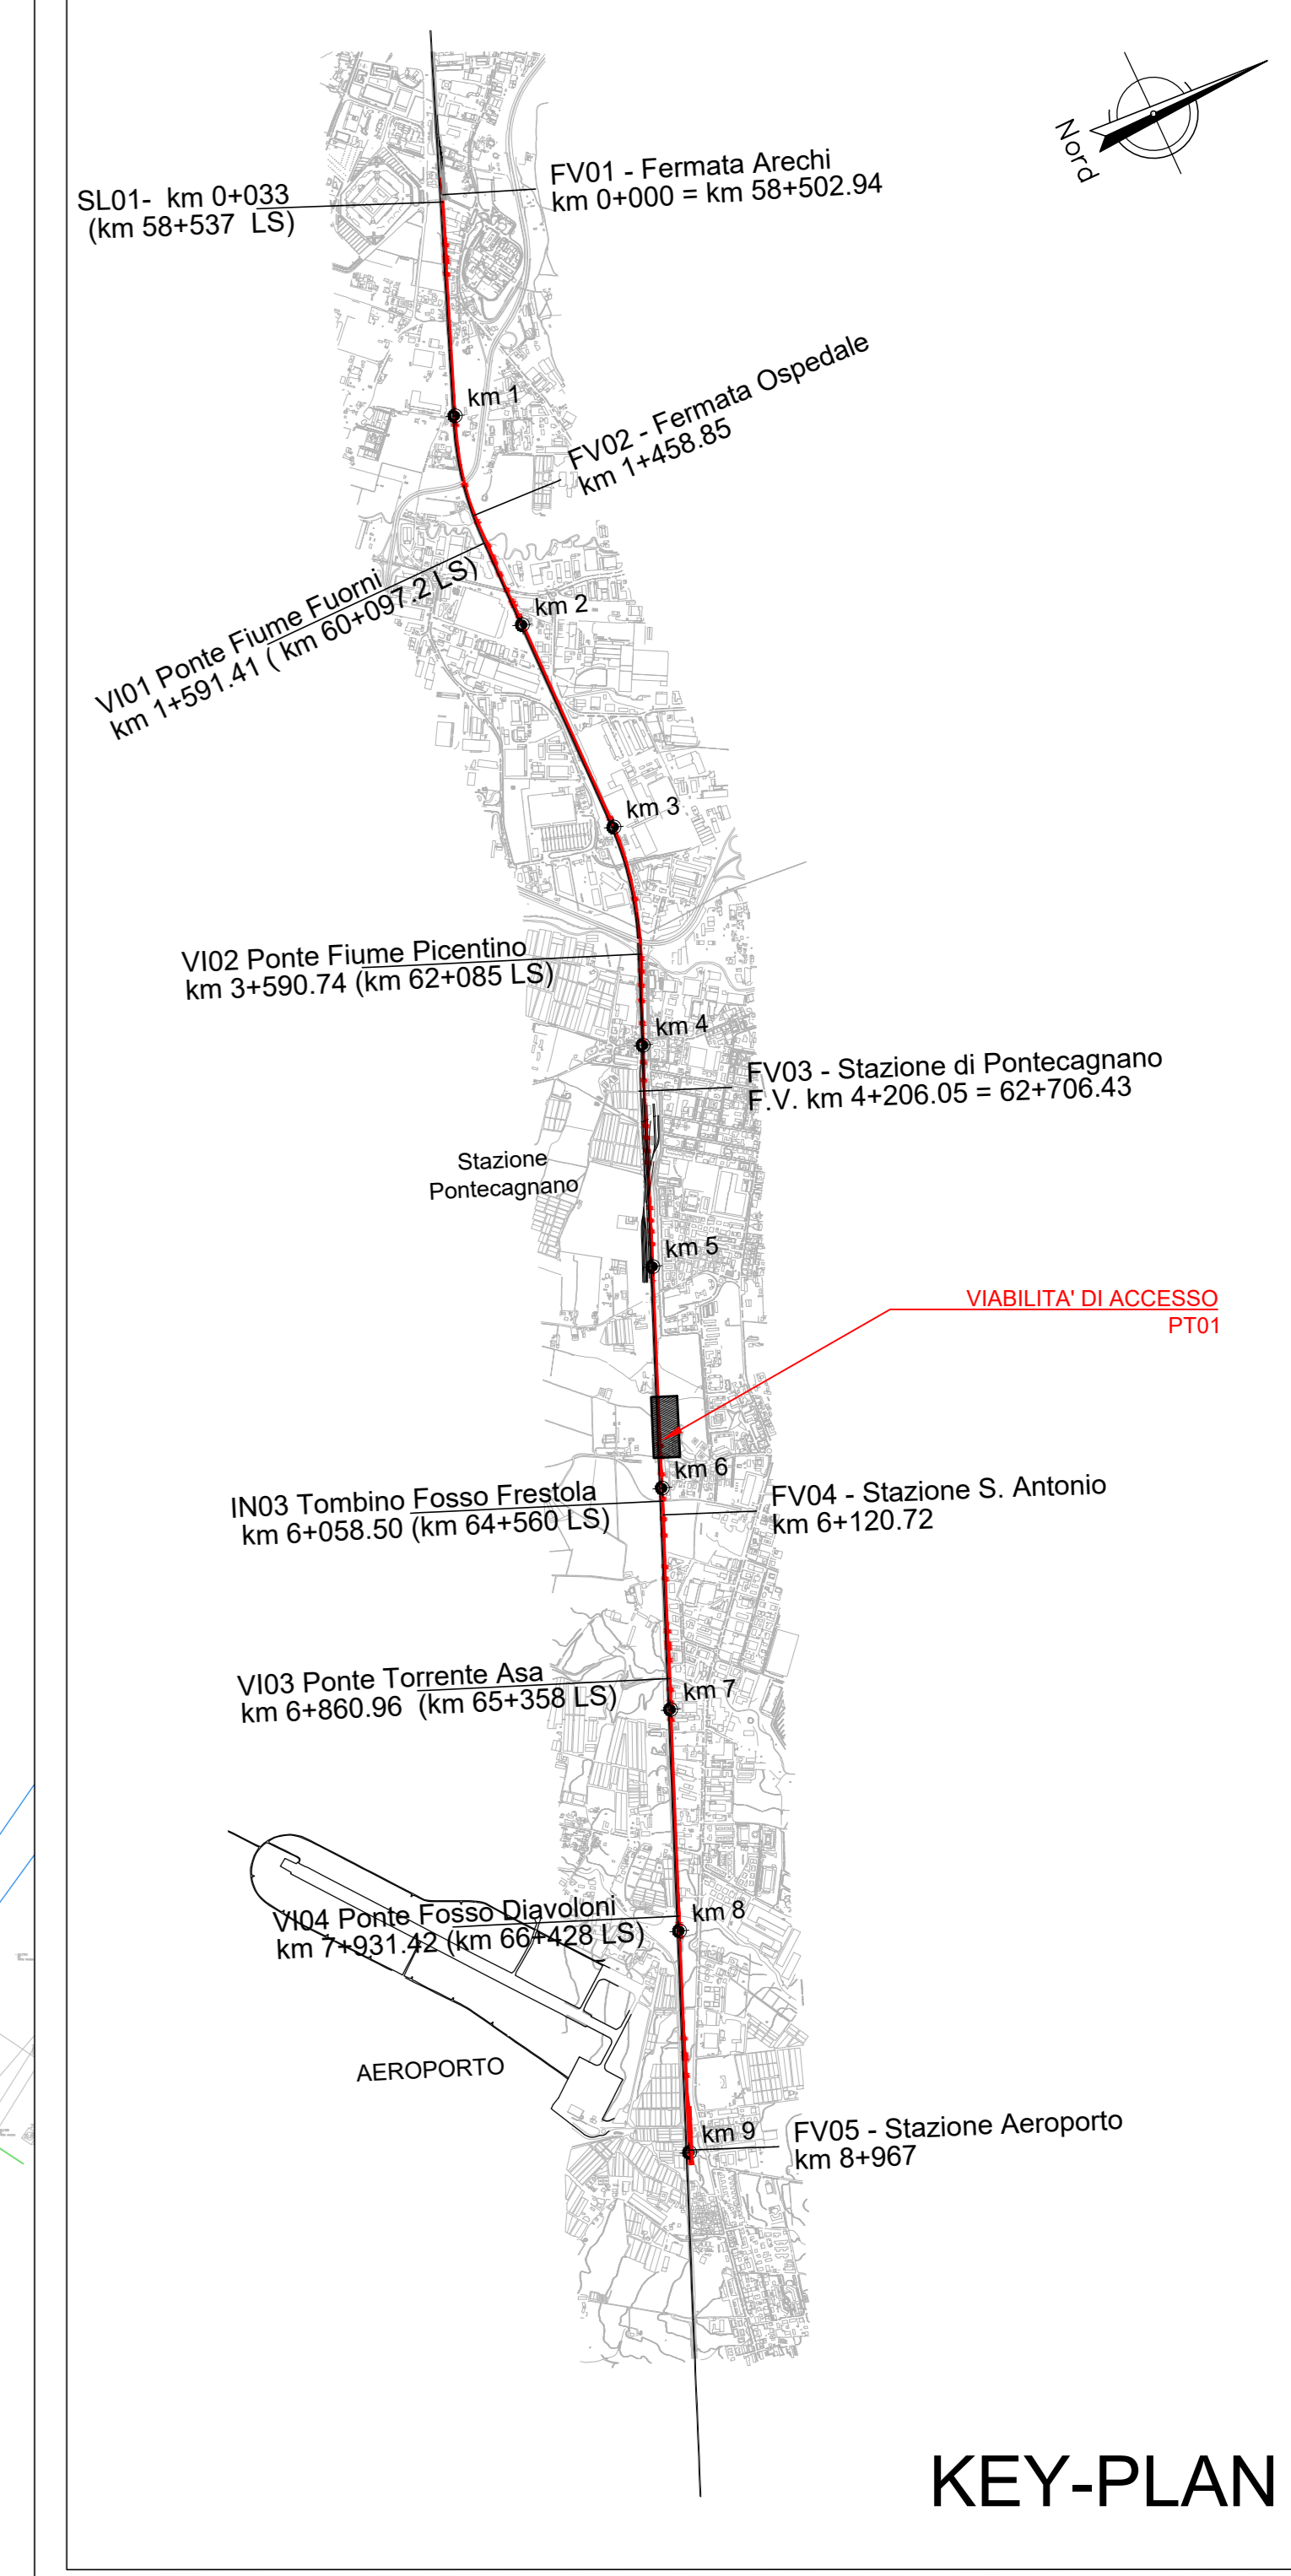 Nord
FV01 - Fermata Arechi
km 0+000 = km 58+502.94
SL01-  km 0+033
(km 58+537  LS)
km 1
FV02 - Fermata Ospedale
km 1+458.85
VI01 Ponte Fiume Fuorni
km 1+591.41 ( km 60+097.2 LS)
km 2
km 3
VI02 Ponte Fiume Picentino
km 3+590.74 (km 62+085 LS)
km 4
FV03 - Stazione di Pontecagnano
F.V. km 4+206.05 = 62+706.43
Stazione
Pontecagnano
km 5
VIABILITA' DI ACCESSO
PT01
km 6
IN03 Tombino Fosso Frestola
km 6+058.50 (km 64+560 LS)
FV04 - Stazione S. Antonio
km 6+120.72
VI03 Ponte Torrente Asa
km 6+860.96  (km 65+358 LS)
km 7
VI04 Ponte Fosso Diavoloni
km 7+931.42 (km 66+428 LS)
km 8
AEROPORTO
km 9
FV05 - Stazione Aeroporto
km 8+967
KEY-PLAN